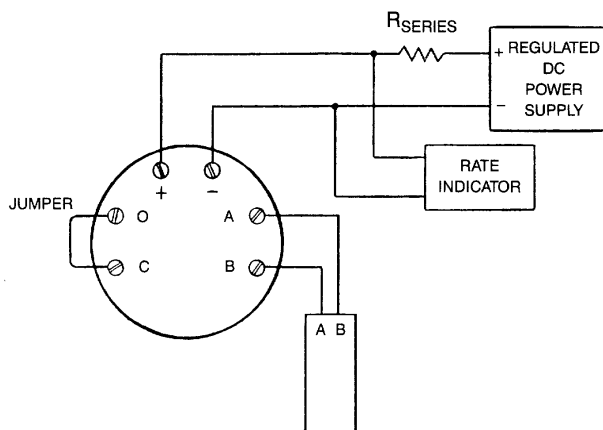 RSERIES
+ REGULATED
DC
POWER
- SUPPLY
RATE
INDICATOR
+ -
JUMPER
O A
C B
A B